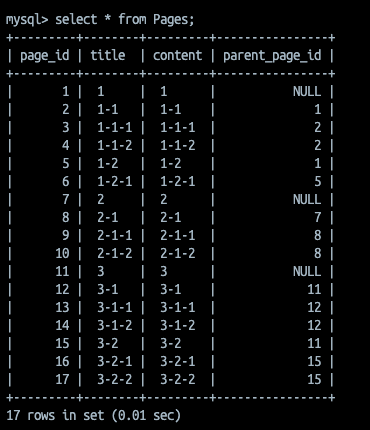 mysql> select * from Pages;
+---------+-------+---------+----------------+
| page_id | title | content | parent_page_id |
+---------+-------+---------+----------------+
|       1 | 1     | 1       |           NULL |
|       2 | 1-1   | 1-1     |              1 |
|       3 | 1-1-1 | 1-1-1   |              2 |
|       4 | 1-1-2 | 1-1-2   |              2 |
|       5 | 1-2   | 1-2     |              1 |
|       6 | 1-2-1 | 1-2-1   |              5 |
|       7 | 2     | 2       |           NULL |
|       8 | 2-1   | 2-1     |              7 |
|       9 | 2-1-1 | 2-1-1   |              8 |
|      10 | 2-1-2 | 2-1-2   |              8 |
|      11 | 3     | 3       |           NULL |
|      12 | 3-1   | 3-1     |             11 |
|      13 | 3-1-1 | 3-1-1   |             12 |
|      14 | 3-1-2 | 3-1-2   |             12 |
|      15 | 3-2   | 3-2     |             11 |
|      16 | 3-2-1 | 3-2-1   |             15 |
|      17 | 3-2-2 | 3-2-2   |             15 |
+---------+-------+---------+----------------+
17 rows in set (0.01 sec)